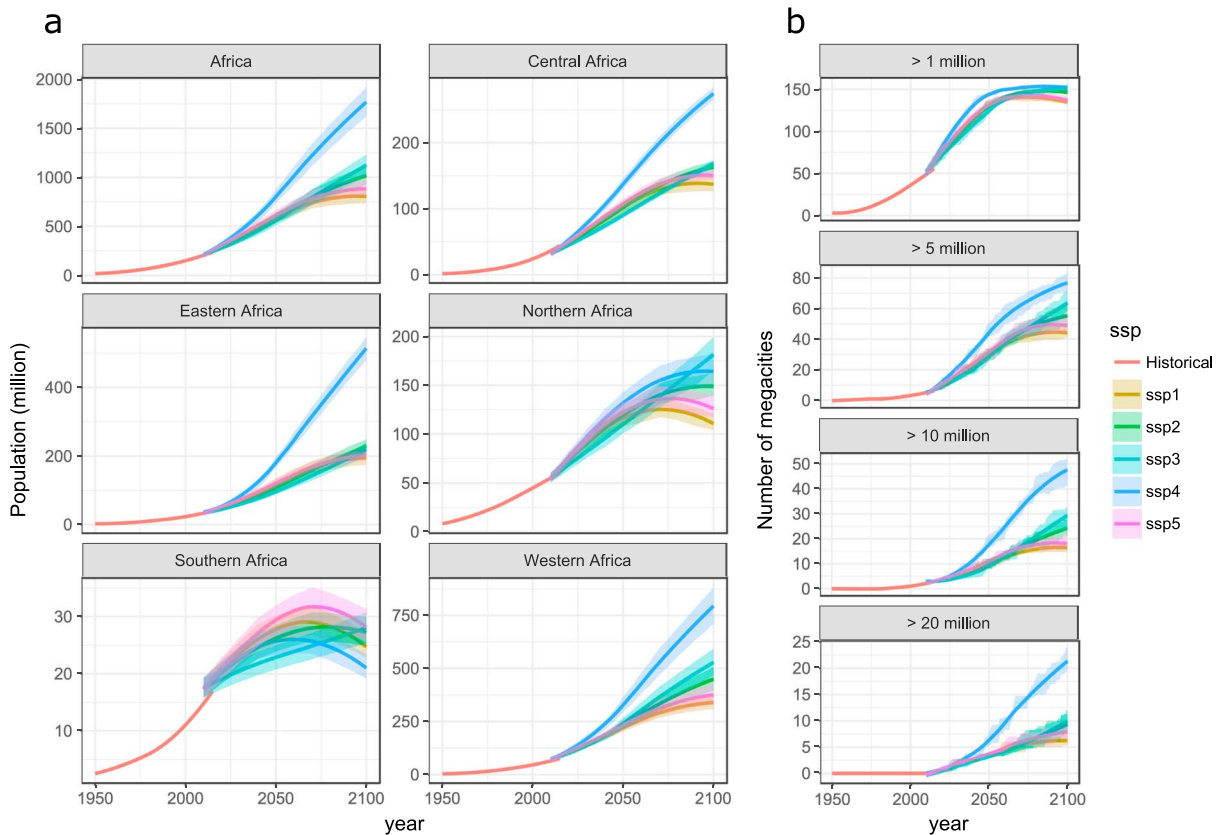 a
Africa
Central Africa
2000
1750
1500
1000
750
500
250
0
200
100
0
Eastern Africa
Northern Africa
400
200
0
200
150
100
50
0
Southern Africa
Western Africa
30
20
10
750
500
250
0
1950
2000
2050
2100
1950
2000
2050
2100
Population (million)
year
b
> 1 million
150
100
50
0
> 5 million
80
60
40
20
0
> 10 million
50
40
30
20
10
0
> 20 million
25
20
15
10
5
0
1950
2000
2050
2100
Number of megacities
year
ssp
Historical
ssp1
ssp2
ssp3
ssp4
ssp5